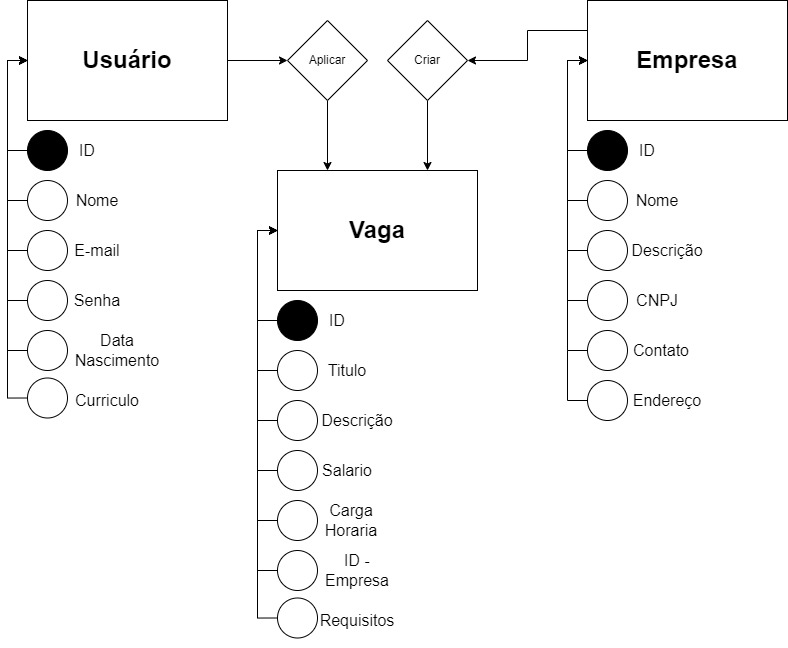 Usuário
Aplicar
Criar
Empresa
ID
Nome
E-mail
Senha
Data
Nascimento
Curriculo
Vaga
ID
Titulo
Descrição
Salario
Carga
Horaria
ID -
Empresa
Requisitos
ID
Nome
Descrição
CNPJ
Contato
Endereço